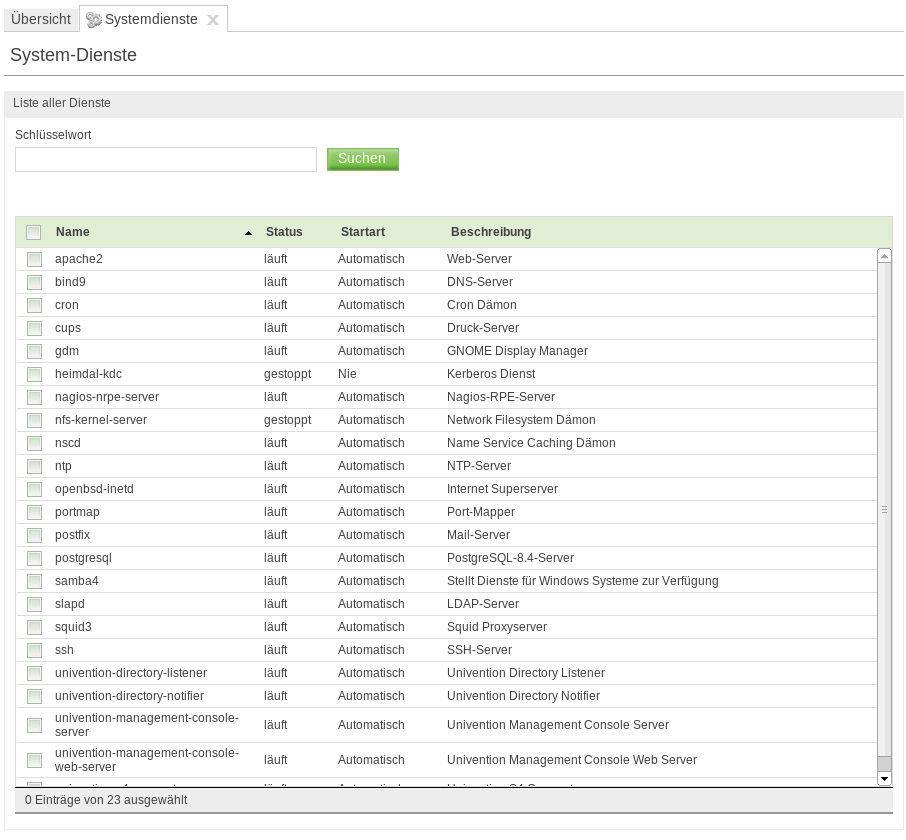 Übersicht Systemdienste
System-Dienste
Liste aller Dienste
Schlüsselwort
Suchen
Name Status Startart Beschreibung
apache2 läuft Automatisch Web-Server
bind9 läuft Automatisch DNS-Server
cron läuft Automatisch Cron Dämon
cups läuft Automatisch Druck-Server
gdm läuft Automatisch GNOME Display Manager
heimdal-kdc gestoppt Nie Kerberos Dienst
nagios-nrpe-server läuft Automatisch Nagios-RPE-Server
nfs-kernel-server gestoppt Automatisch Network Filesystem Dämon
nscd läuft Automatisch Name Service Caching Dämon
ntp läuft Automatisch NTP-Server
openbsd-inetd läuft Automatisch Internet Superserver
portmap läuft Automatisch Port-Mapper
postfix läuft Automatisch Mail-Server
postgresql läuft Automatisch PostgreSQL-8.4-Server
samba4 läuft Automatisch Stellt Dienste für Windows Systeme zur Verfügung
slapd läuft Automatisch LDAP-Server
squid3 läuft Automatisch Squid Proxyserver
ssh läuft Automatisch SSH-Server
univention-directory-listener läuft Automatisch Univention Directory Listener
univention-directory-notifier läuft Automatisch Univention Directory Notifier
univention-management-console-
server läuft Automatisch Univention Management Console Server
univention-management-console-
web-server läuft Automatisch Univention Management Console Web Server
0 Einträge von 23 ausgewählt